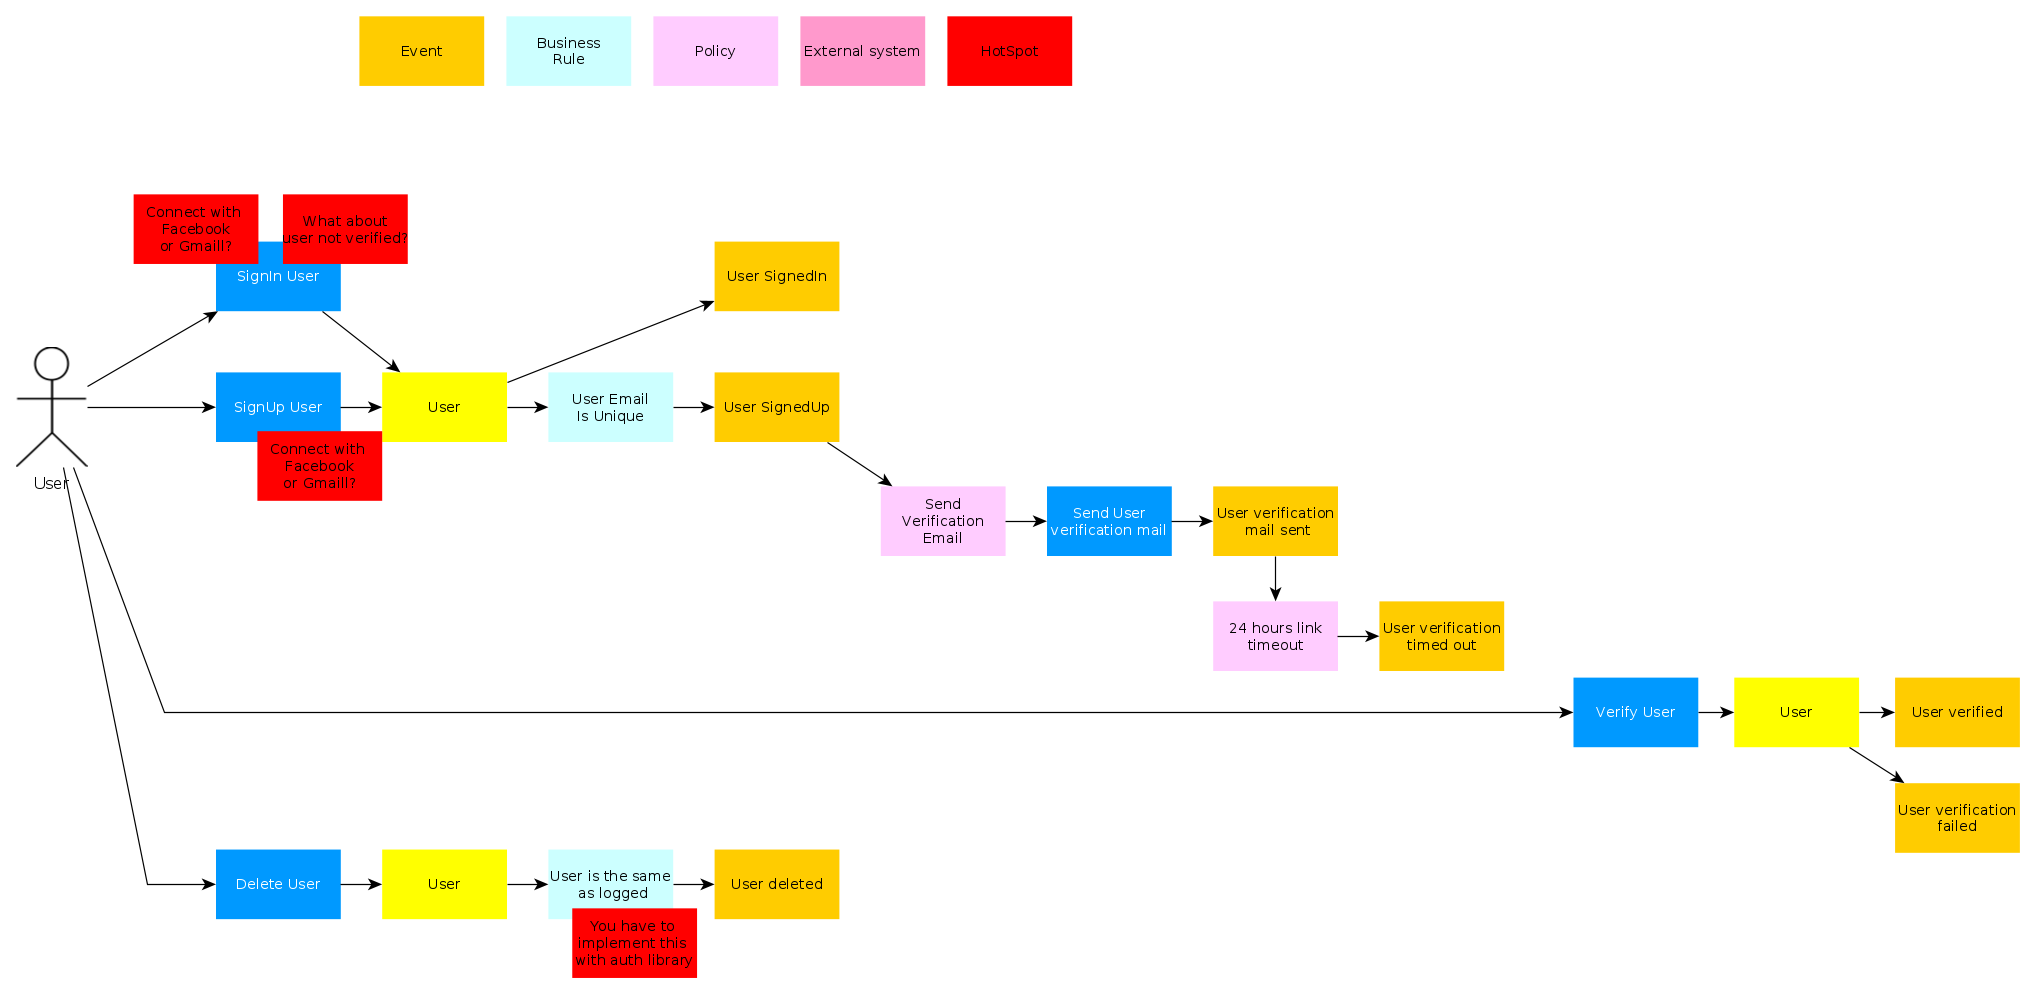 Event
Business
Rule
Policy
External system
HotSpot
Connect with
Facebook
or Gmaill?
What about
user not verified?
SignIn User
User SignedIn
SignUp User
User
User Email
Is Unique
User SignedUp
Connect with
Facebook
or Gmaill?
User
Send
Verification
Email
Send User
verification mail
User verification
mail sent
24 hours link
timeout
User verification
timed out
Verify User
User
User verified
User verification
failed
Delete User
User
User is the same
as logged
User deleted
You have to
implement this
with auth library